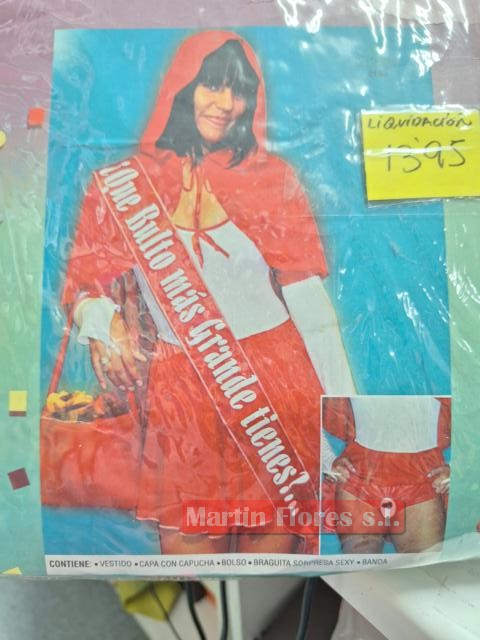 LIQUIDACIÓN
13'95
¿Que Bulto más Grande tienes?...
Martin Flores s.l.
CONTIENE: • VESTIDO • CAPA CON CAPUCHA • BOLSO • BRAGUITA SORPRESA SEXY • BANDA